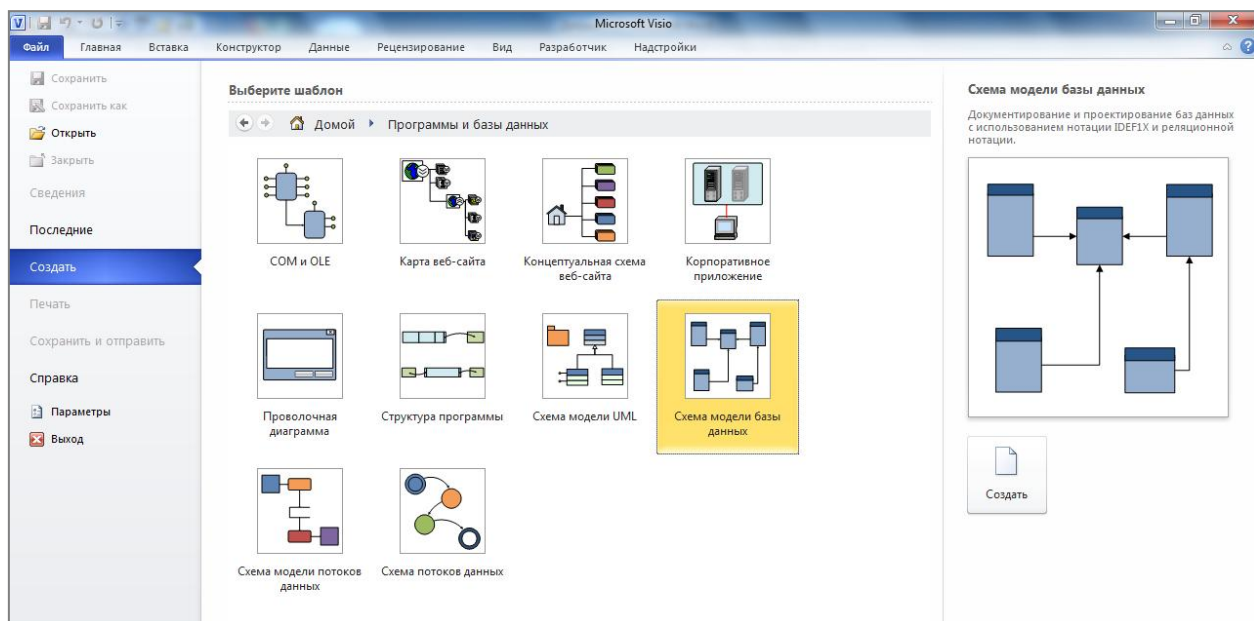 Microsoft Visio
Файл Главная Вставка Конструктор Данные Рецензирование Вид Разработчик Надстройки
Сохранить
Сохранить как
Открыть
Закрыть
Сведения
Последние
Создать
Печать
Сохранить и отправить
Справка
Параметры
Выход
Выберите шаблон
Домой Программы и базы данных
COM и OLE
Карта веб-сайта
Концептуальная схема
веб-сайта
Корпоративное
приложение
Проволочная
диаграмма
Структура программы
Схема модели UML
Схема модели базы
данных
Схема модели потоков
данных
Схема потоков данных
Схема модели базы данных
Документирование и проектирование баз данных
с использованием нотации IDEF1X и реляционной
нотации.
Создать